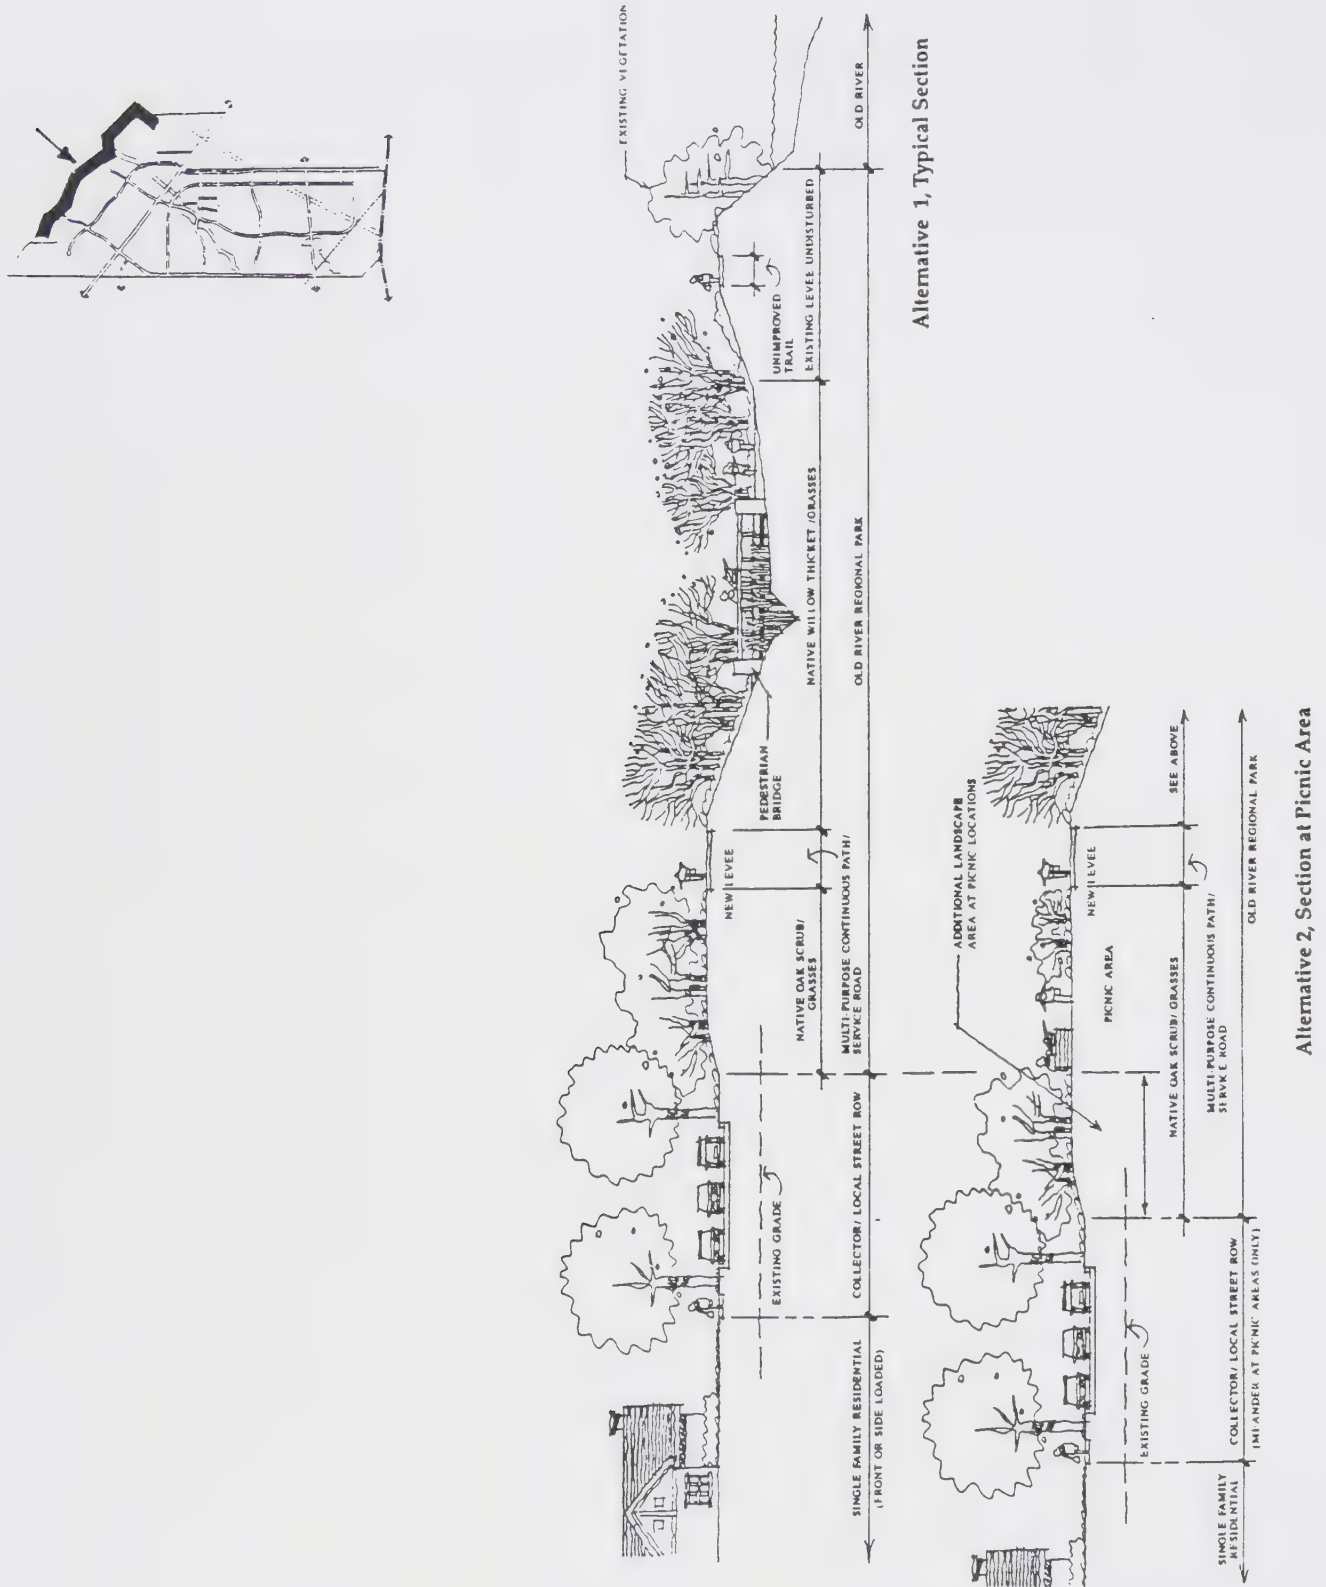 EXISTING VEGETATION
UNIMPROVED
TRAIL
EXISTING LEVEE UNDISTURBED
PEDESTRIAN
BRIDGE
NATIVE WILLOW THICKET/GRASSES
NEW LEVEE
NATIVE OAK SCRUB/
GRASSES
MULTI-PURPOSE CONTINUOUS PATH/
SERVICE ROAD
EXISTING GRADE
SINGLE FAMILY RESIDENTIAL
(FRONT OR SIDE LOADED)
COLLECTOR/ LOCAL STREET ROW
OLD RIVER REGIONAL PARK
OLD RIVER
Alternative 1, Typical Section
ADDITIONAL LANDSCAPE
AREA AT PICNIC LOCATIONS
NEW LEVEE
PICNIC AREA
EXISTING GRADE
NATIVE OAK SCRUB/ GRASSES
SEE ABOVE
MULTI-PURPOSE CONTINUOUS PATH/
SERVICE ROAD
SINGLE FAMILY
RESIDENTIAL
COLLECTOR/ LOCAL STREET ROW
(MEANDER AT PICNIC AREAS ONLY)
OLD RIVER REGIONAL PARK
Alternative 2, Section at Picnic Area